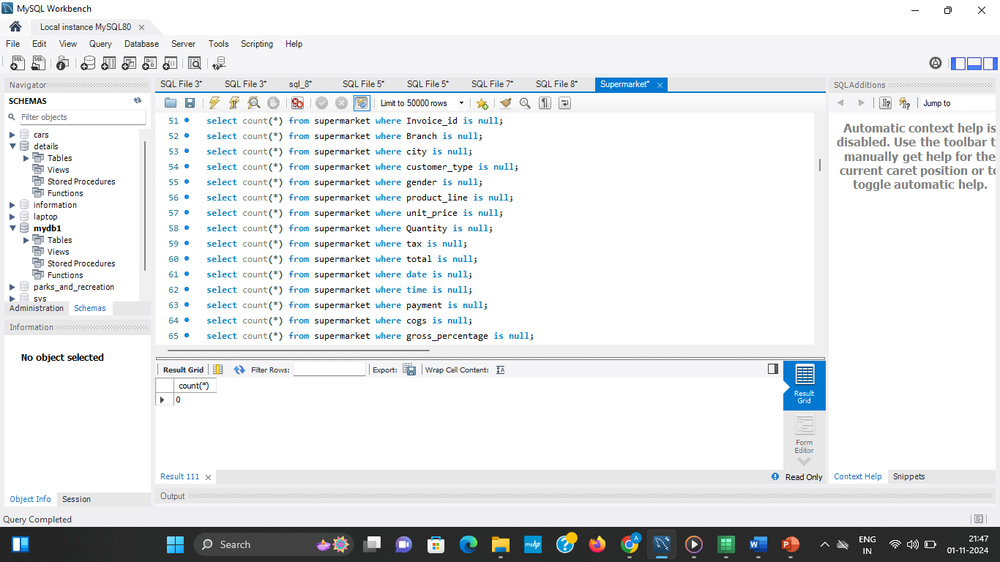 MySQL Workbench
Local instance MySQL80
File Edit View Query Database Server Tools Scripting Help
Navigator
SCHEMAS
Filter objects
cars
details
Tables
Views
Stored Procedures
Functions
information
laptop
mydb1
Tables
Views
Stored Procedures
Functions
parks_and_recreation
sys
Administration Schemas
Information
No object selected
Object Info Session
SQL File 3* SQL File 3* sql_8* SQL File 5* SQL File 5* SQL File 7* SQL File 8* Supermarket*
Limit to 50000 rows
51 select count(*) from supermarket where Invoice_id is null;
52 select count(*) from supermarket where Branch is null;
53 select count(*) from supermarket where city is null;
54 select count(*) from supermarket where customer_type is null;
55 select count(*) from supermarket where gender is null;
56 select count(*) from supermarket where product_line is null;
57 select count(*) from supermarket where unit_price is null;
58 select count(*) from supermarket where Quantity is null;
59 select count(*) from supermarket where tax is null;
60 select count(*) from supermarket where total is null;
61 select count(*) from supermarket where date is null;
62 select count(*) from supermarket where time is null;
63 select count(*) from supermarket where payment is null;
64 select count(*) from supermarket where cogs is null;
65 select count(*) from supermarket where gross_percentage is null;
Result Grid Filter Rows: Export: Wrap Cell Content:
count(*)
0
Result
Grid
Form
Editor
Result 111
Read Only
Output
SQLAdditions
Jump to
Automatic context help is
disabled. Use the toolbar t
manually get help for the
current caret position or to
toggle automatic help.
Context Help Snippets
Query Completed
Search
ENG
IN
21:47
01-11-2024